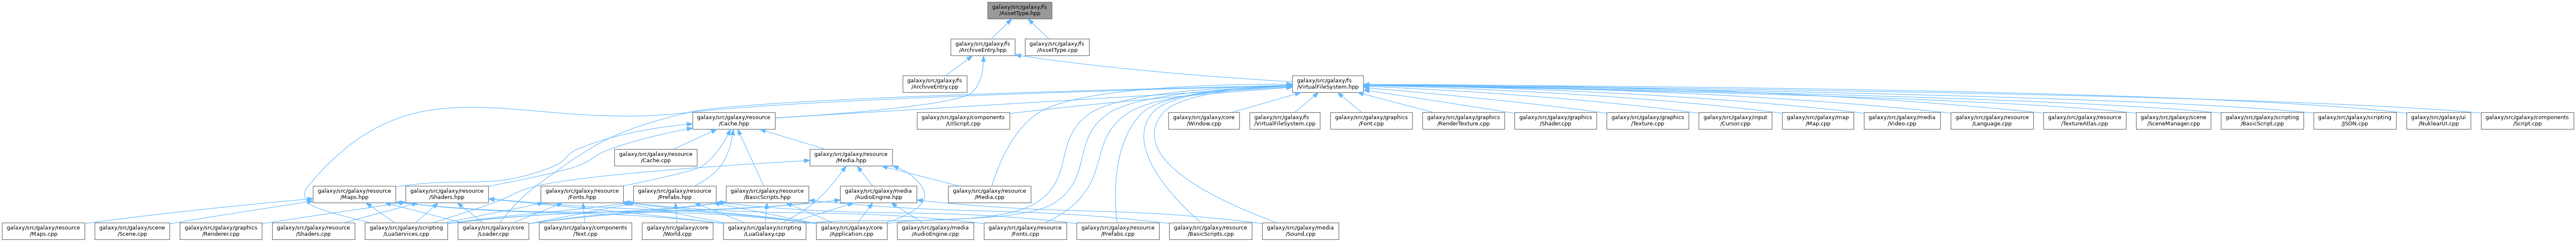 galaxy/src/galaxy/fs
/AssetType.hpp
galaxy/src/galaxy/fs
/ArchiveEntry.hpp
galaxy/src/galaxy/fs
/AssetType.cpp
galaxy/src/galaxy/fs
/ArchiveEntry.cpp
galaxy/src/galaxy/fs
/VirtualFileSystem.hpp
galaxy/src/galaxy/resource
/Cache.hpp
galaxy/src/galaxy/components
/UIScript.cpp
galaxy/src/galaxy/core
/Window.cpp
galaxy/src/galaxy/fs
/VirtualFileSystem.cpp
galaxy/src/galaxy/graphics
/Font.cpp
galaxy/src/galaxy/graphics
/RenderTexture.cpp
galaxy/src/galaxy/graphics
/Shader.cpp
galaxy/src/galaxy/graphics
/Texture.cpp
galaxy/src/galaxy/input
/Cursor.cpp
galaxy/src/galaxy/map
/Map.cpp
galaxy/src/galaxy/media
/Video.cpp
galaxy/src/galaxy/resource
/Language.cpp
galaxy/src/galaxy/resource
/TextureAtlas.cpp
galaxy/src/galaxy/scene
/SceneManager.cpp
galaxy/src/galaxy/scripting
/BasicScript.cpp
galaxy/src/galaxy/scripting
/JSON.cpp
galaxy/src/galaxy/ui
/NuklearUI.cpp
galaxy/src/galaxy/components
/Script.cpp
galaxy/src/galaxy/resource
/Cache.cpp
galaxy/src/galaxy/resource
/Media.hpp
galaxy/src/galaxy/resource
/Maps.hpp
galaxy/src/galaxy/resource
/Shaders.hpp
galaxy/src/galaxy/resource
/Fonts.hpp
galaxy/src/galaxy/resource
/Prefabs.hpp
galaxy/src/galaxy/resource
/BasicScripts.hpp
galaxy/src/galaxy/media
/AudioEngine.hpp
galaxy/src/galaxy/resource
/Media.cpp
galaxy/src/galaxy/resource
/Maps.cpp
galaxy/src/galaxy/scene
/Scene.cpp
galaxy/src/galaxy/graphics
/Renderer.cpp
galaxy/src/galaxy/resource
/Shaders.cpp
galaxy/src/galaxy/scripting
/LuaServices.cpp
galaxy/src/galaxy/core
/Loader.cpp
galaxy/src/galaxy/components
/Text.cpp
galaxy/src/galaxy/core
/World.cpp
galaxy/src/galaxy/scripting
/LuaGalaxy.cpp
galaxy/src/galaxy/core
/Application.cpp
galaxy/src/galaxy/media
/AudioEngine.cpp
galaxy/src/galaxy/resource
/Fonts.cpp
galaxy/src/galaxy/resource
/Prefabs.cpp
galaxy/src/galaxy/resource
/BasicScripts.cpp
galaxy/src/galaxy/media
/Sound.cpp